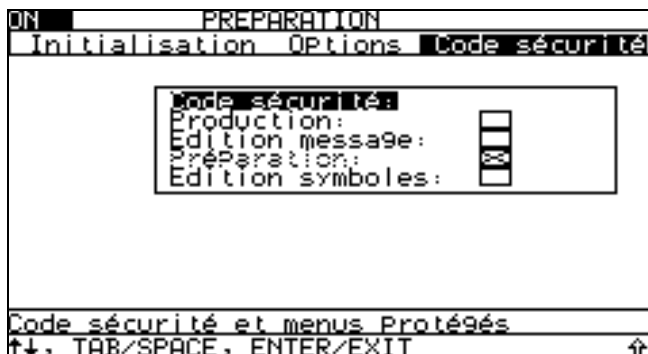 ON PREPARATION
Initialisation Options Code sécurité
Code sécurité:
Production:
Edition message:
Préparation:
Edition symboles:
Code sécurité et menus Protégés
↑↓, TAB/SPACE, ENTER/EXIT